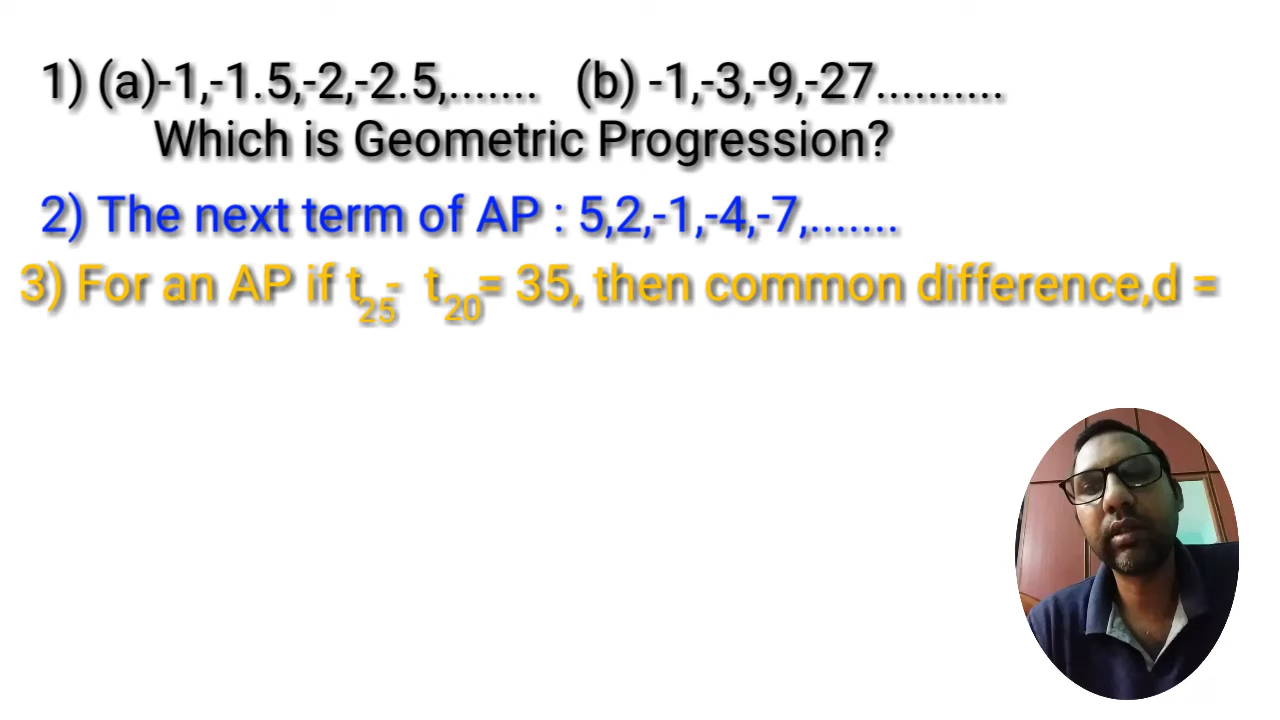 1) (a)-1,-1.5,-2,-2.5,....... (b) -1,-3,-9,-27..........
Which is Geometric Progression?
2) The next term of AP : 5,2,-1,-4,-7,.......
3) For an AP if t25- t20= 35, then common difference,d =